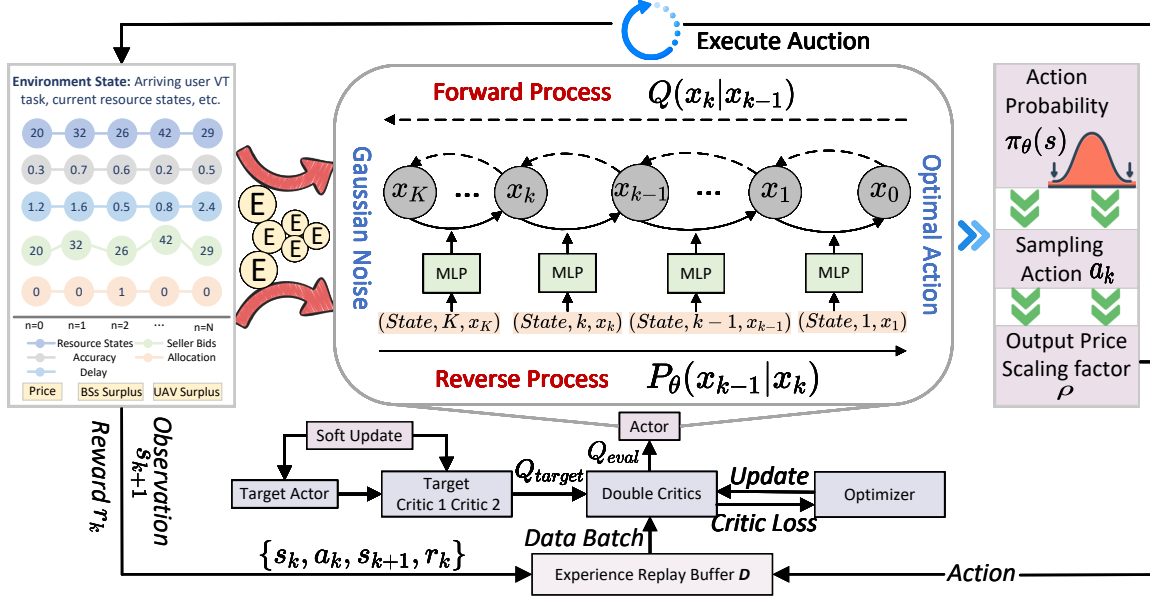 Execute Auction
Environment State: Arriving user VT
task, current resource states, etc.
20 32 26 42 29
0.3 0.7 0.6 0.2 0.5
1.2 1.6 0.5 0.8 2.4
20 32 26 42 29
0 0 1 0 0
n=0 n=1 n=2 ... n=N
Resource States Seller Bids
Accuracy Allocation
Delay
Price BSs Surplus UAV Surplus
E
E
E E
E
E
E
Forward Process Q(x_k|x_{k-1})
Gaussian Noise
x_K ... x_k x_{k-1} ... x_1 x_0
Optimal Action
MLP MLP MLP MLP
(State, K, x_K) (State, k, x_k) (State, k − 1, x_{k-1}) (State, 1, x_1)
Reverse Process P_θ(x_{k-1}|x_k)
Action
Probability
π_θ(s)
Sampling
Action a_k
Output Price
Scaling factor
ρ
Reward r_k
Observation
s_{k+1}
Soft Update
Actor
Q_{eval}
Target Actor
Target
Critic 1 Critic 2
Q_{target}
Double Critics
Update
Critic Loss
Optimizer
Data Batch
{s_k, a_k, s_{k+1}, r_k}
Experience Replay Buffer D
Action